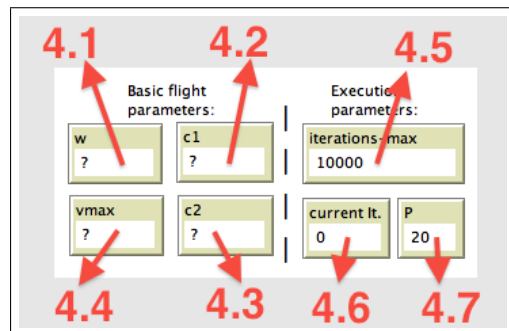 4.1
4.2
4.5
Basic flight
parameters:
Execution
parameters:
w
?
c1
?
iterations-max
10000
vmax
?
c2
?
current It.
0
P
20
4.4
4.3
4.6
4.7